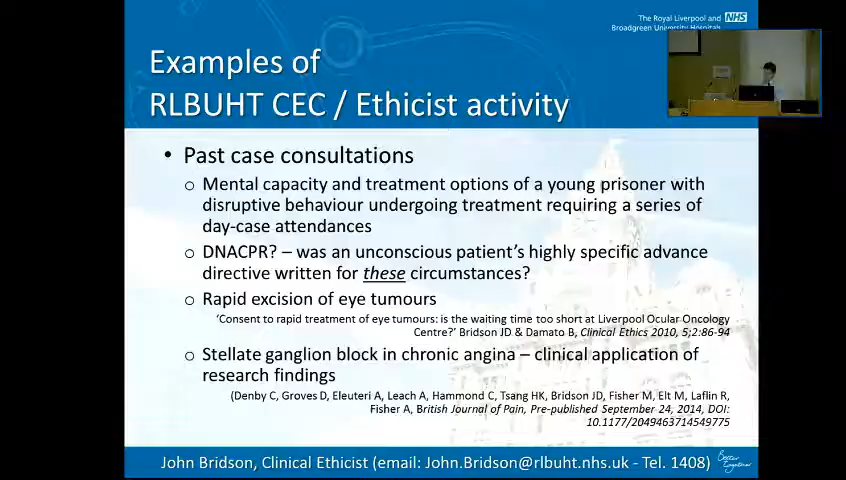 The Royal Liverpool and NHS
Broadgreen University Hospitals
Examples of
RLBUHT CEC / Ethicist activity
• Past case consultations
o Mental capacity and treatment options of a young prisoner with
disruptive behaviour undergoing treatment requiring a series of
day-case attendances
o DNACPR? – was an unconscious patient's highly specific advance
directive written for these circumstances?
o Rapid excision of eye tumours
'Consent to rapid treatment of eye tumours: is the waiting time too short at Liverpool Ocular Oncology
Centre?' Bridson JD & Damato B, Clinical Ethics 2010, 5;2:86-94
o Stellate ganglion block in chronic angina – clinical application of
research findings
(Denby C, Groves D, Eleuteri A, Leach A, Hammond C, Tsang HK, Bridson JD, Fisher M, Elt M, Laflin R,
Fisher A, British Journal of Pain, Pre-published September 24, 2014, DOI:
10.1177/2049463714549775
John Bridson, Clinical Ethicist (email: John.Bridson@rlbuht.nhs.uk - Tel. 1408)
Better
Together